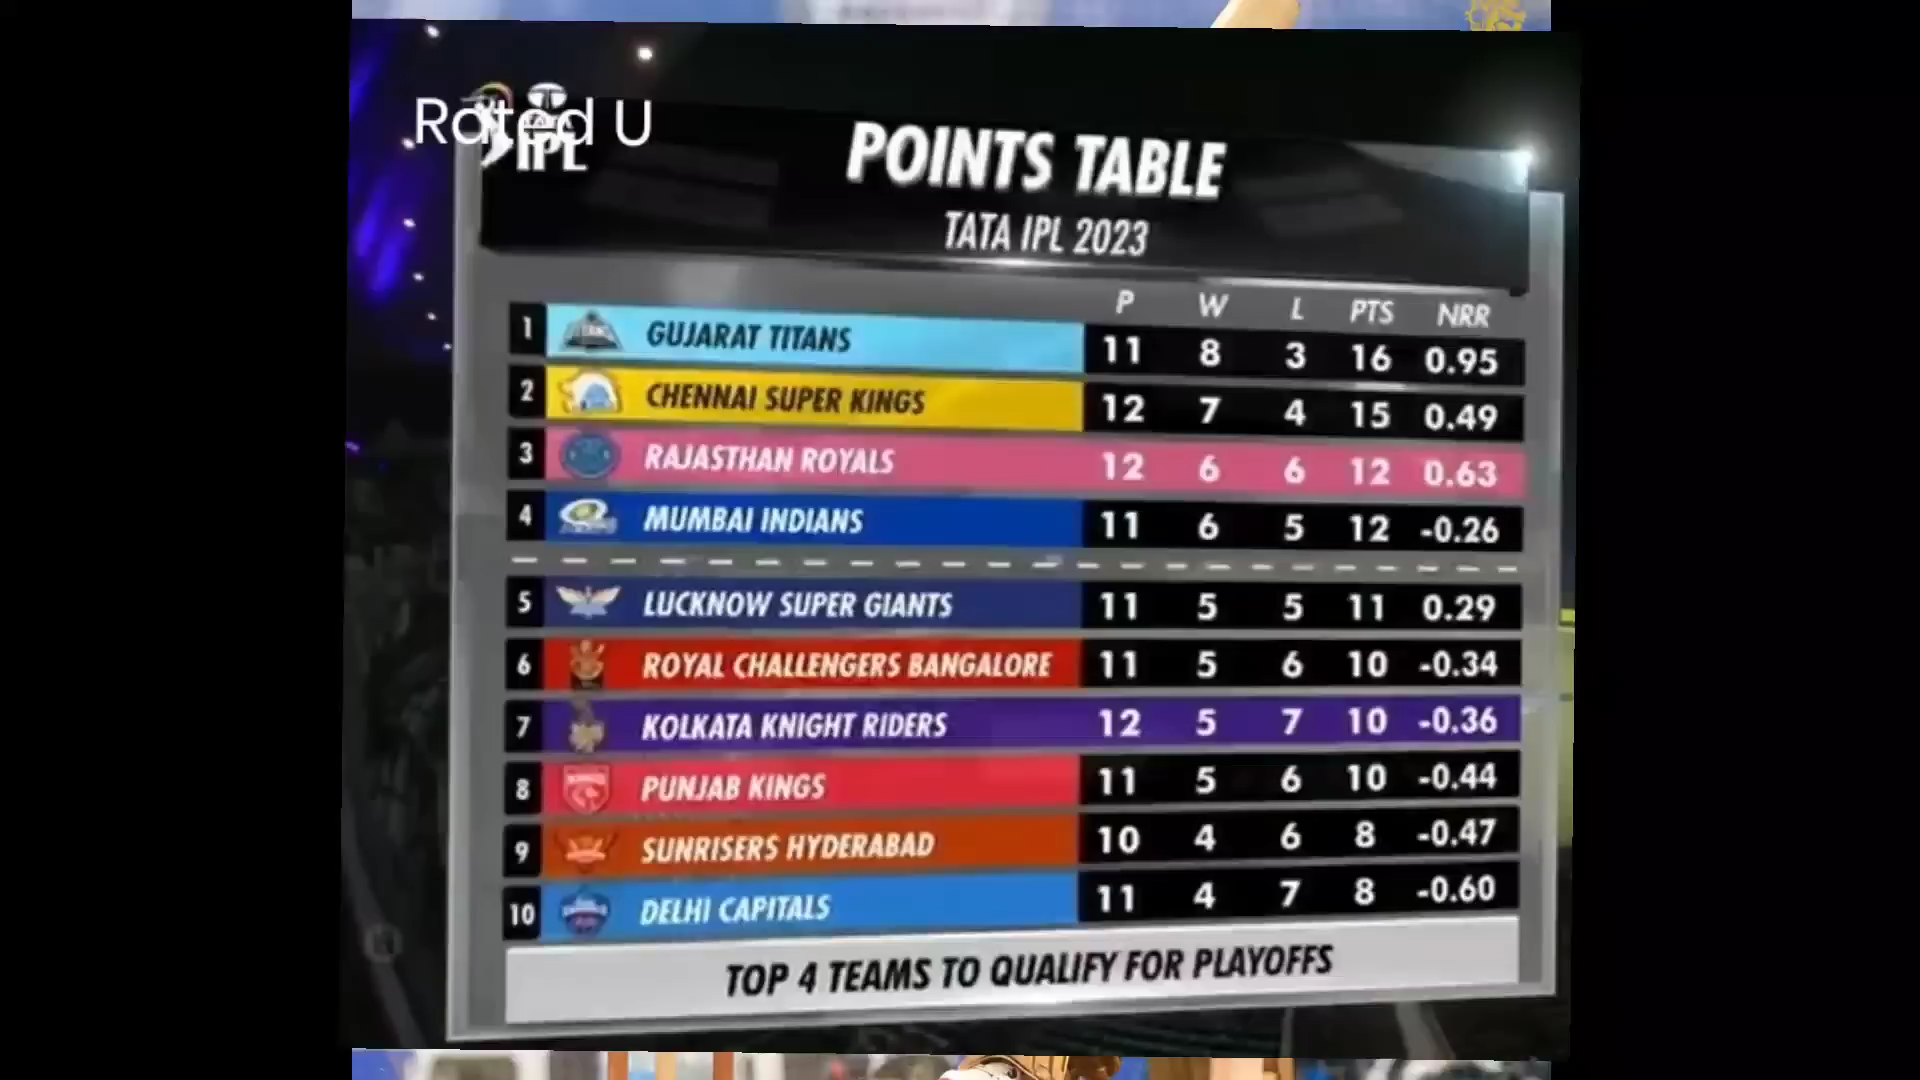 Rated U
IPL
POINTS TABLE
TATA IPL 2023
P W L PTS NRR
1 GUJARAT TITANS 11 8 3 16 0.95
2 CHENNAI SUPER KINGS 12 7 4 15 0.49
3 RAJASTHAN ROYALS 12 6 6 12 0.63
4 MUMBAI INDIANS 11 6 5 12 -0.26
5 LUCKNOW SUPER GIANTS 11 5 5 11 0.29
6 ROYAL CHALLENGERS BANGALORE 11 5 6 10 -0.34
7 KOLKATA KNIGHT RIDERS 12 5 7 10 -0.36
8 PUNJAB KINGS 11 5 6 10 -0.44
9 SUNRISERS HYDERABAD 10 4 6 8 -0.47
10 DELHI CAPITALS 11 4 7 8 -0.60
TOP 4 TEAMS TO QUALIFY FOR PLAYOFFS